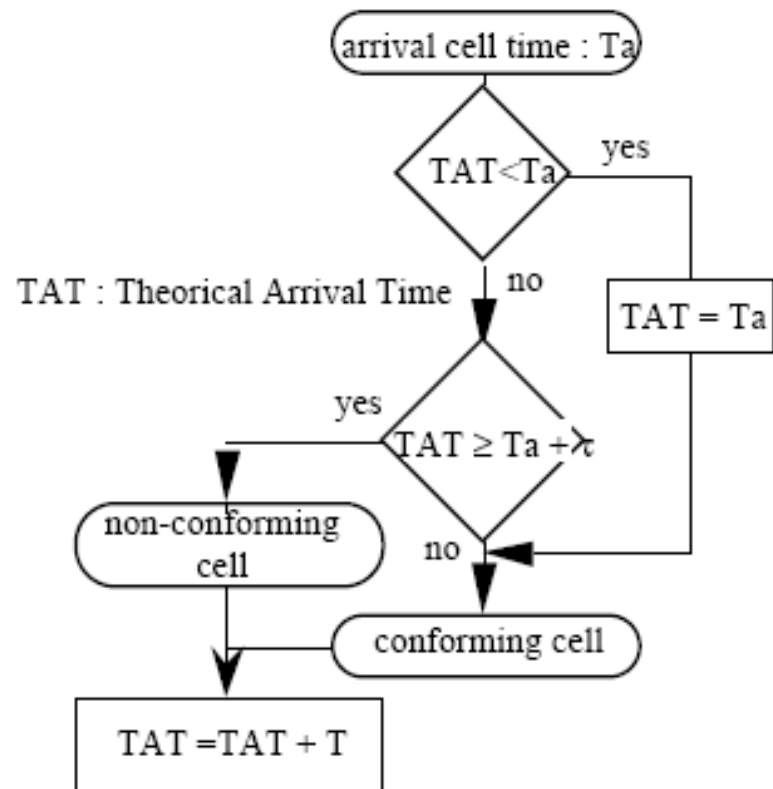 arrival cell time : Ta
TAT<Ta
yes
TAT : Theorical Arrival Time
no
TAT = Ta
yes
TAT ≥ Ta + τ
non-conforming
cell
no
conforming cell
TAT =TAT + T